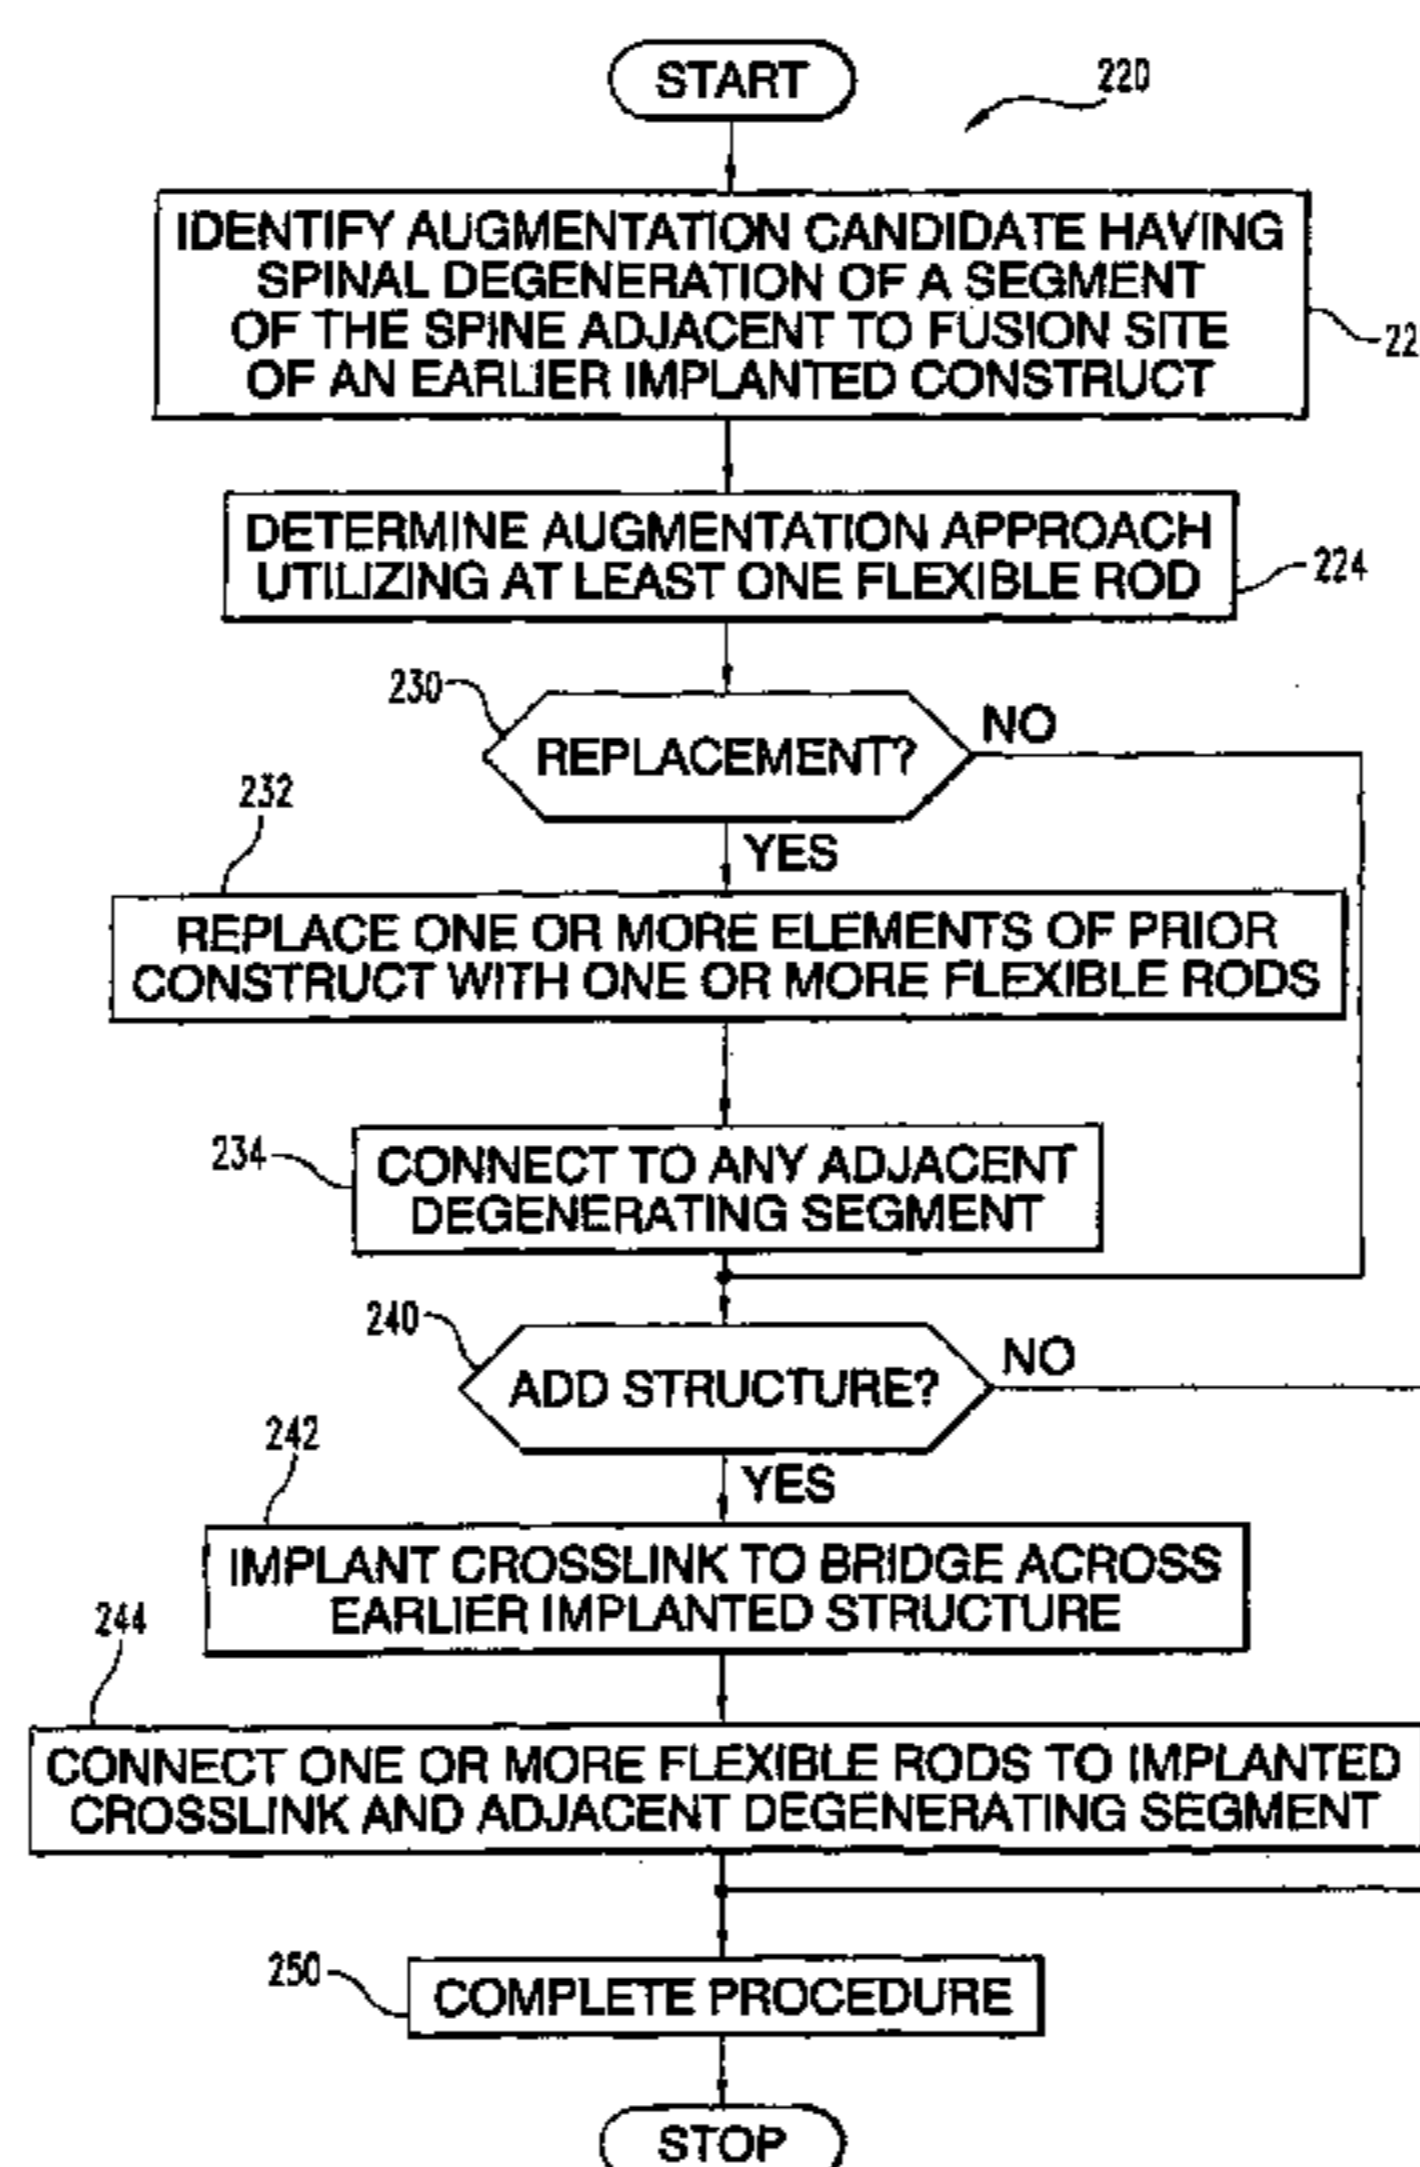 START
220
IDENTIFY AUGMENTATION CANDIDATE HAVING
SPINAL DEGENERATION OF A SEGMENT
OF THE SPINE ADJACENT TO FUSION SITE
OF AN EARLIER IMPLANTED CONSTRUCT
DETERMINE AUGMENTATION APPROACH
UTILIZING AT LEAST ONE FLEXIBLE ROD
224
230
REPLACEMENT?
NO
YES
232
REPLACE ONE OR MORE ELEMENTS OF PRIOR
CONSTRUCT WITH ONE OR MORE FLEXIBLE RODS
234
CONNECT TO ANY ADJACENT
DEGENERATING SEGMENT
240
ADD STRUCTURE?
NO
YES
242
IMPLANT CROSSLINK TO BRIDGE ACROSS
EARLIER IMPLANTED STRUCTURE
244
CONNECT ONE OR MORE FLEXIBLE RODS TO IMPLANTED
CROSSLINK AND ADJACENT DEGENERATING SEGMENT
250
COMPLETE PROCEDURE
STOP